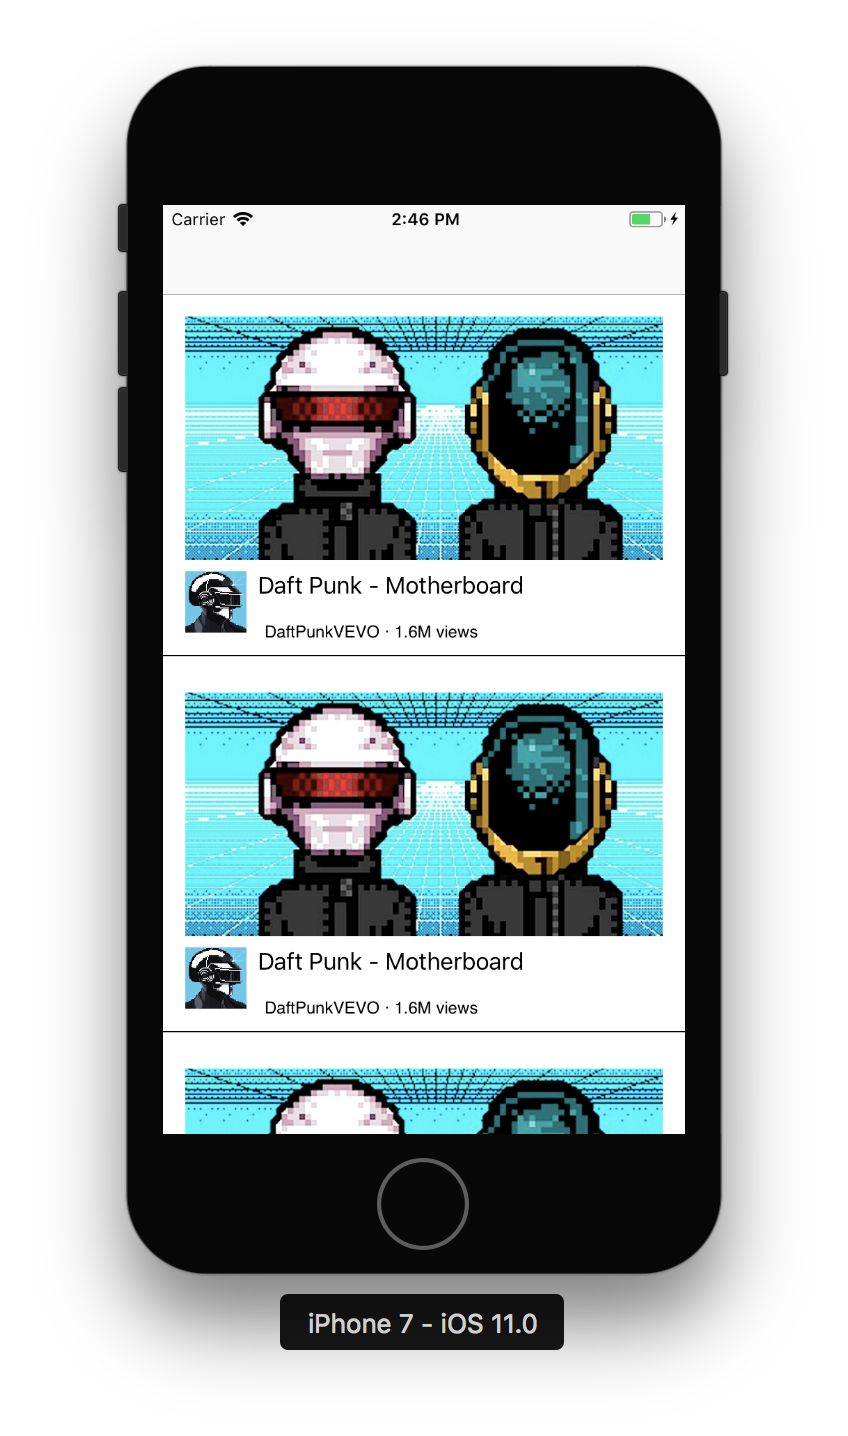 Carrier 2:46 PM
Daft Punk - Motherboard
DaftPunkVEVO · 1.6M views
Daft Punk - Motherboard
DaftPunkVEVO · 1.6M views
iPhone 7 - iOS 11.0